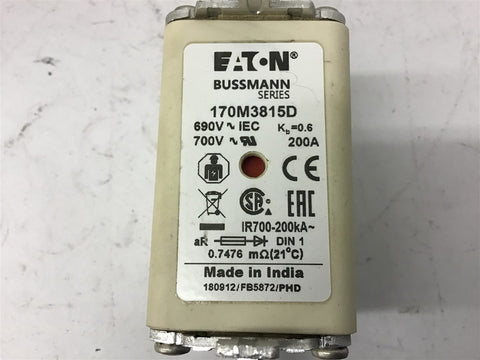 EATON®
BUSSMANN
SERIES
170M3815D
690V ~ IEC Kb=0.6
700V ~ 200A
CE
SA EAC
IR700-200kA~
aR DIN 1
0.7476 mΩ(21°C)
Made in India
180912/FB5872/PHD